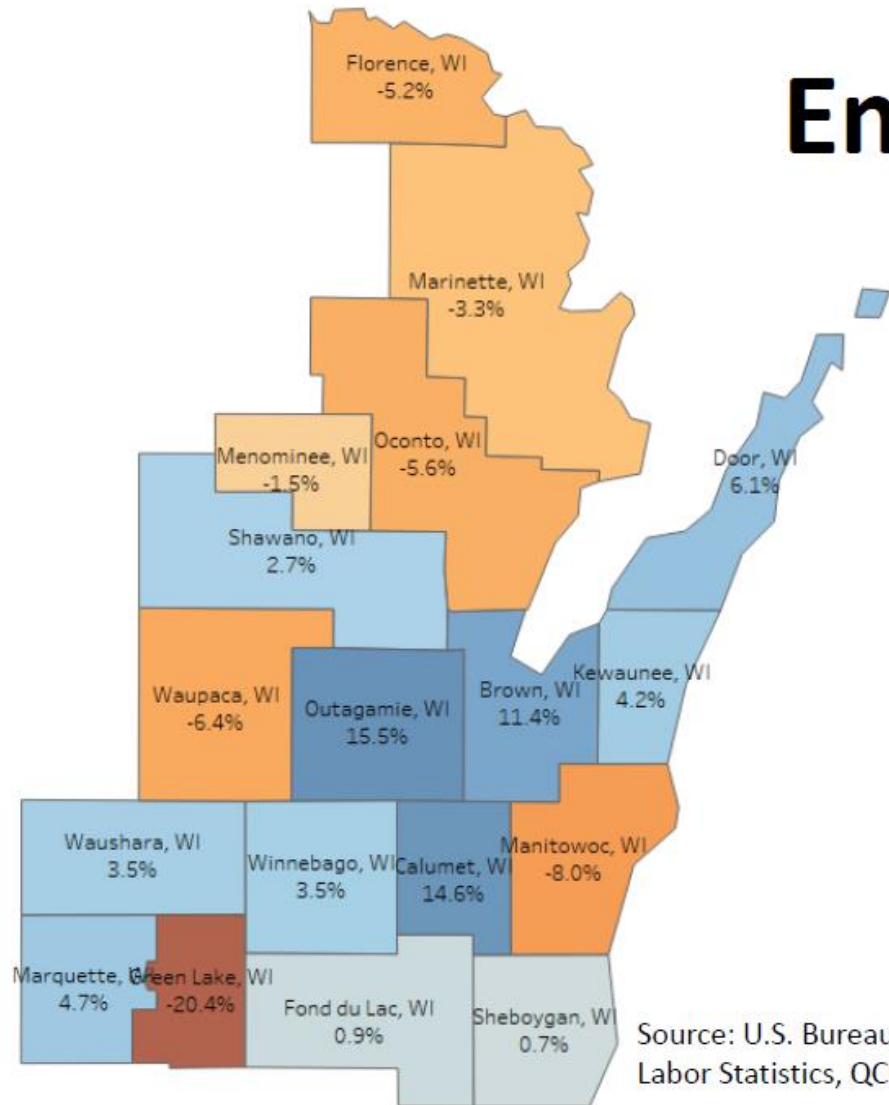 Florence, WI
-5.2%
En
Marinette, WI
-3.3%
Menominee, WI
-1.5%
Oconto, WI
-5.6%
Door, WI
6.1%
Shawano, WI
2.7%
Waupaca, WI
-6.4%
Outagamie, WI
15.5%
Brown, WI
11.4%
Kewaunee, WI
4.2%
Waushara, WI
3.5%
Winnebago, WI
3.5%
Calumet, WI
14.6%
Manitowoc, WI
-8.0%
Marquette, WI
4.7%
Green Lake, WI
-20.4%
Fond du Lac, WI
0.9%
Sheboygan, WI
0.7%
Source: U.S. Bureau
Labor Statistics, QC